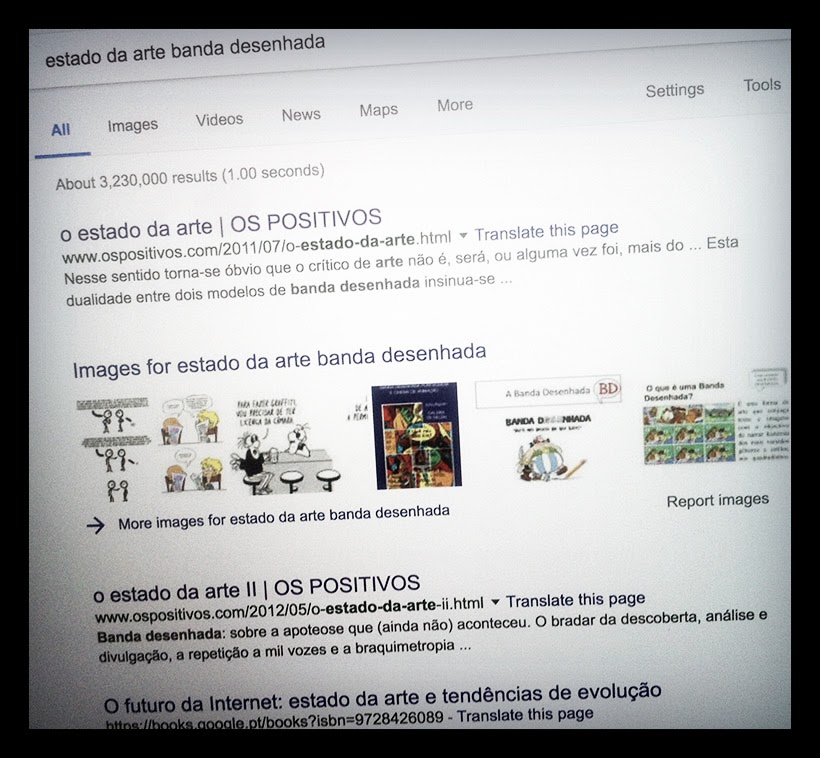 estado da arte banda desenhada
All Images Videos News Maps More Settings Tools
About 3,230,000 results (1.00 seconds)
o estado da arte | OS POSITIVOS
www.ospositivos.com/2011/07/o-estado-da-arte.html ▾ Translate this page
Nesse sentido torna-se óbvio que o crítico de arte não é, será, ou alguma vez foi, mais do ... Esta
dualidade entre dois modelos de banda desenhada insinua-se ...
Images for estado da arte banda desenhada
PARA FAZER GRAFFITI,
VOU PRECISAR DE TER
LICENÇA DA CÂMARA.
A Banda Desenhada BD
BANDA DESENHADA
O que é uma Banda
Desenhada?
→ More images for estado da arte banda desenhada
Report images
o estado da arte II | OS POSITIVOS
www.ospositivos.com/2012/05/o-estado-da-arte-ii.html ▾ Translate this page
Banda desenhada: sobre a apoteose que (ainda não) aconteceu. O bradar da descoberta, análise e
divulgação, a repetição a mil vozes e a braquimetropia ...
O futuro da Internet: estado da arte e tendências de evolução
https://books.google.pt/books?isbn=9728426089 - Translate this page